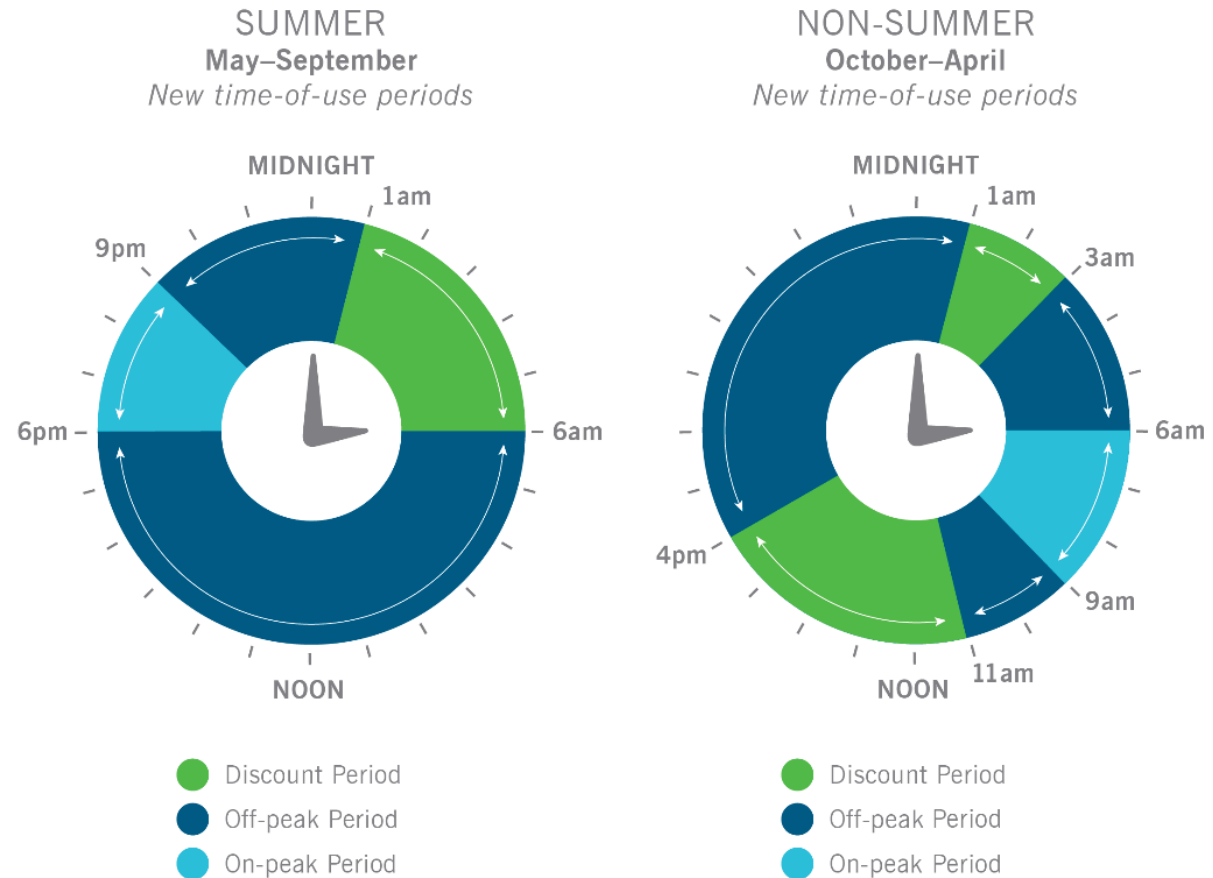 SUMMER
May–September
New time-of-use periods
MIDNIGHT
1am
9pm
6pm
6am
NOON
Discount Period
Off-peak Period
On-peak Period
NON-SUMMER
October–April
New time-of-use periods
MIDNIGHT
1am
3am
6am
4pm
9am
11am
NOON
Discount Period
Off-peak Period
On-peak Period